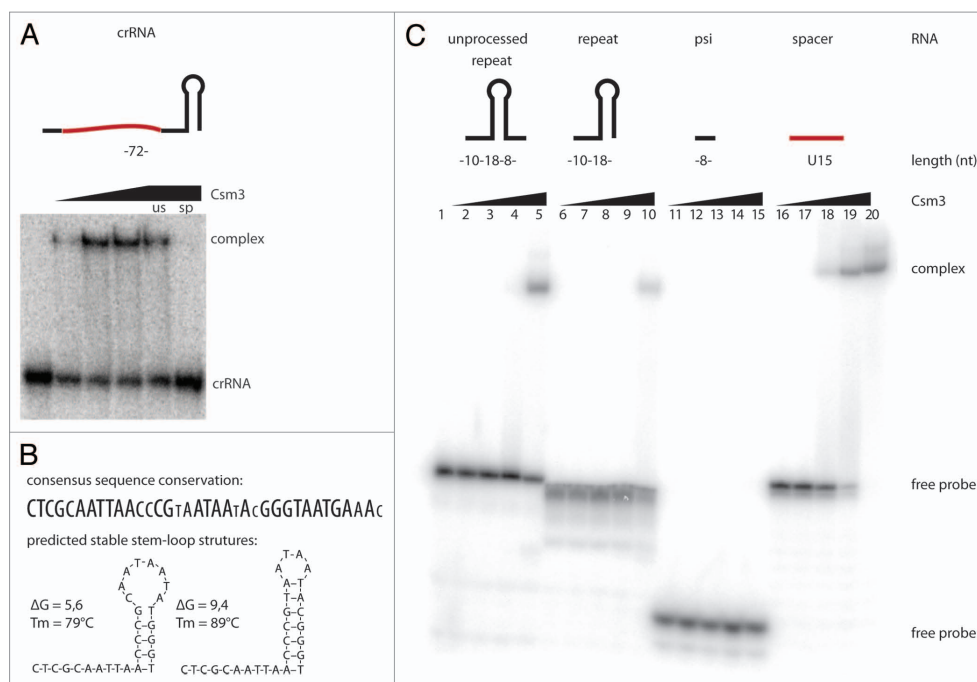 A
crRNA
-72-
Csm3
us sp
complex
crRNA
B
consensus sequence conservation:
CTCGCAATTAACCCGTAATAATACGGGTAATGAAAC
predicted stable stem-loop strutures:
ΔG = 5,6
Tm = 79°C
C-T-C-G-C-A-A-T-T-A-A
ΔG = 9,4
Tm = 89°C
C-T-C-G-C-A-A-T-T-A-A
C
unprocessed repeat psi spacer RNA
repeat
-10-18-8- -10-18- -8- U15 length (nt)
Csm3
1 2 3 4 5 6 7 8 9 10 11 12 13 14 15 16 17 18 19 20
complex
free probe
free probe